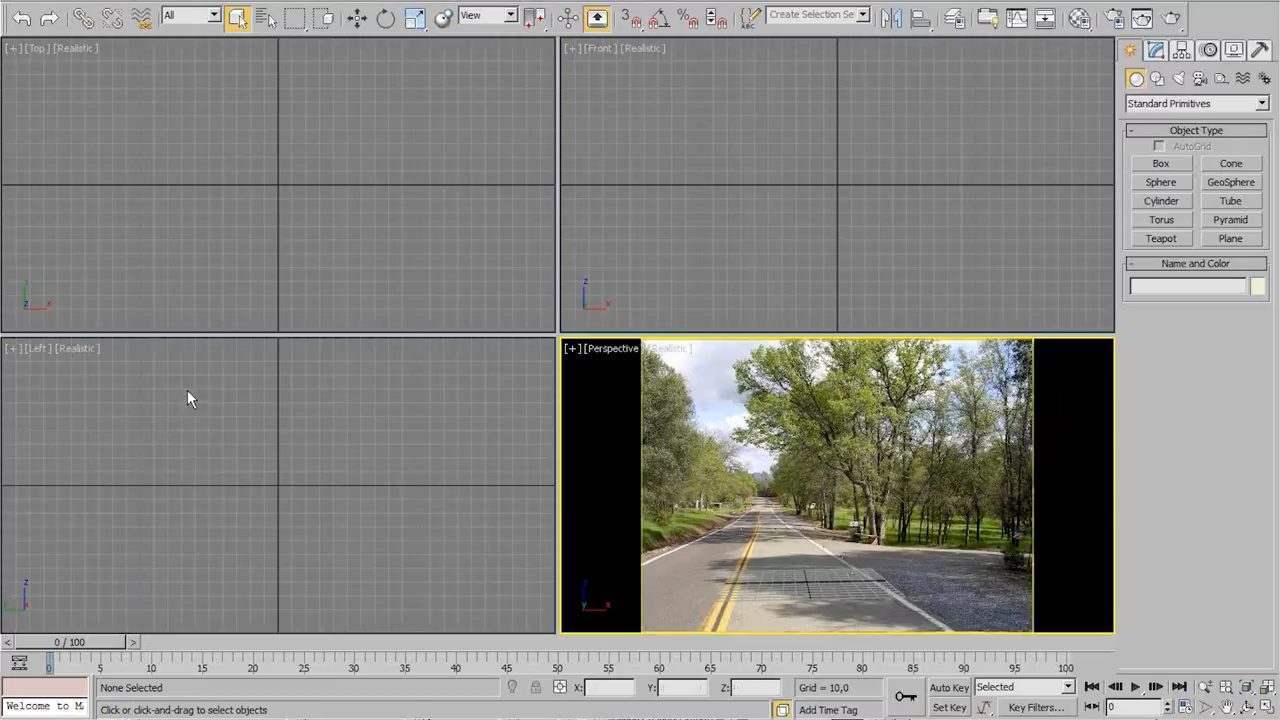 All
View
3
Create Selection Se
[+][Top][Realistic]
[+][Front][Realistic]
Standard Primitives
- Object Type
AutoGrid
Box Cone
Sphere GeoSphere
Cylinder Tube
Torus Pyramid
Teapot Plane
- Name and Color
z x
z x
[+][Left][Realistic]
[+][Perspective][Realistic]
z
z
y x
< 0 / 100 >
0 5 10 15 20 25 30 35 40 45 50 55 60 65 70 75 80 85 90 95 100
None Selected X: Y: Z: Grid = 10,0 Auto Key Selected
Welcome to M Click or click-and-drag to select objects Add Time Tag Set Key Key Filters... 0